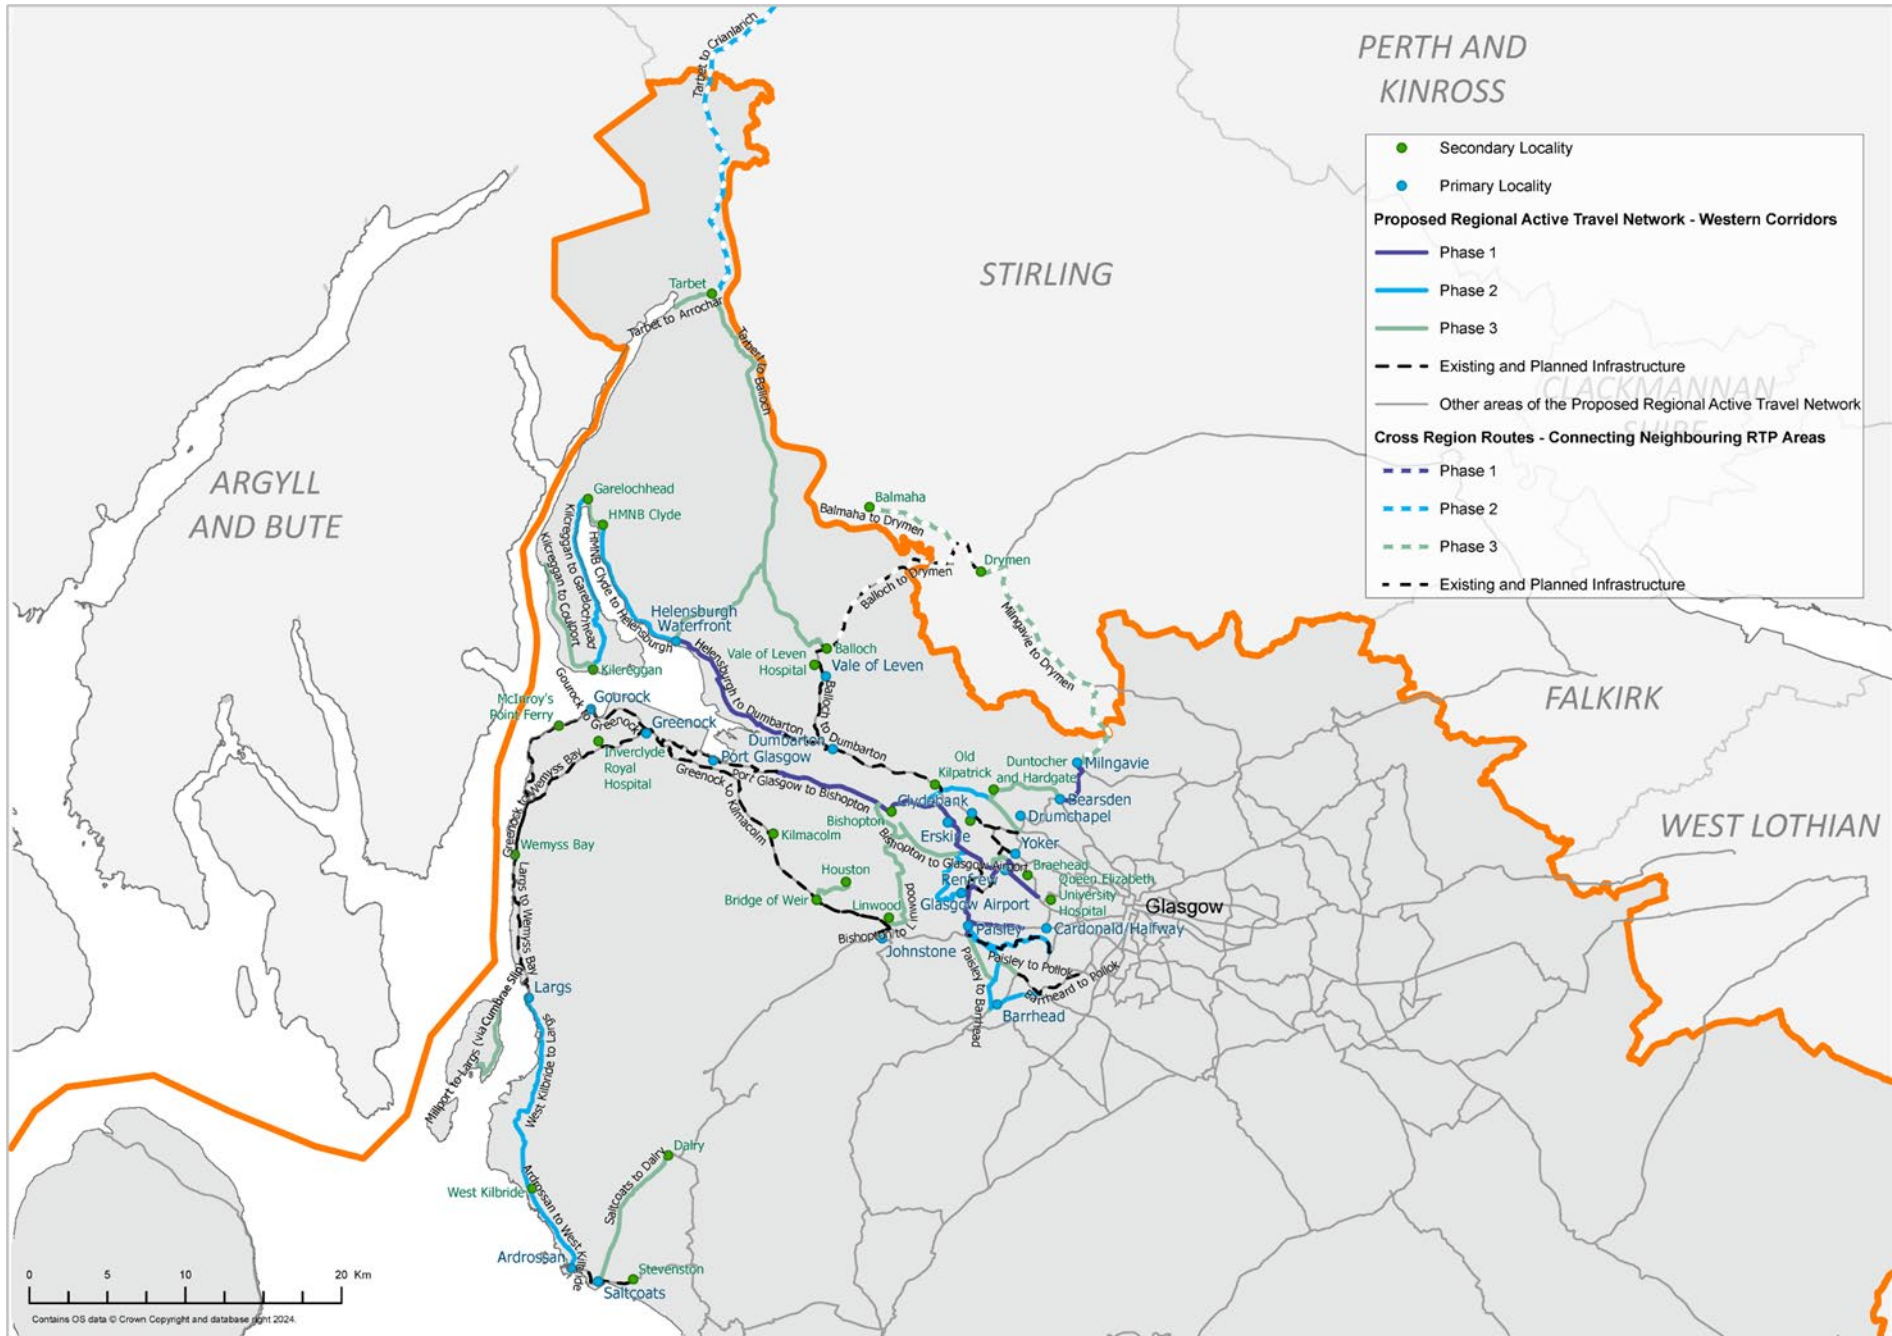 Tarbet to Crianlarich
PERTH AND
KINROSS
Secondary Locality
Primary Locality
Proposed Regional Active Travel Network - Western Corridors
Phase 1
Phase 2
Phase 3
Existing and Planned Infrastructure
Other areas of the Proposed Regional Active Travel Network
Cross Region Routes - Connecting Neighbouring RTP Areas
Phase 1
Phase 2
Phase 3
Existing and Planned Infrastructure
CLACKMANNAN
SHIRE
STIRLING
Tarbet
Tarbet to Arrochar
Tarbert to Balloch
ARGYLL
AND BUTE
Garelochhead
HMNB Clyde
Kilcreggan to Garelochhead
Kilcreggan to Coulport
HMNB Clyde to Helensburgh
Balmaha
Balmaha to Drymen
Drymen
Balloch to Drymen
Milngavie to Drymen
Helensburgh
Waterfront
Helensburgh to Dumbarton
Vale of Leven
Hospital
Balloch
Vale of Leven
Balloch to Dumbarton
Kilcreggan
FALKIRK
McInroy's
Point Ferry
Gourock
Gourock to Greenock
Greenock
Dumbarton
Port Glasgow
Inverclyde
Royal
Hospital
Greenock to Wemyss Bay
Greenock to Kilmacolm
Port Glasgow to Bishopton
Old
Kilpatrick
Duntocher
and Hardgate
Milngavie
Bearsden
Clydebank
Drumchapel
Bishopton
Erskine
Yoker
WEST LOTHIAN
Kilmacolm
Wemyss Bay
Bishopton to Glasgow Airport
Braehead
Houston
Renfrew
Queen Elizabeth
University
Hospital
Bridge of Weir
Linwood
Glasgow Airport
Glasgow
Bishopton to
Linwood
Johnstone
Paisley
Cardonald/Halfway
Paisley to Pollok
Barrheard to Pollok
Paisley to Barrhead
Barrhead
Largs to Wemyss Bay
Largs
Millport to Largs (via Cumbrae Slip)
West Kilbride to Largs
Dalry
Saltcoats to Dalry
West Kilbride
Ardrossan to West Kilbride
Ardrossan
Stevenston
Saltcoats
0 5 10 20 Km
Contains OS data © Crown Copyright and database right 2024.